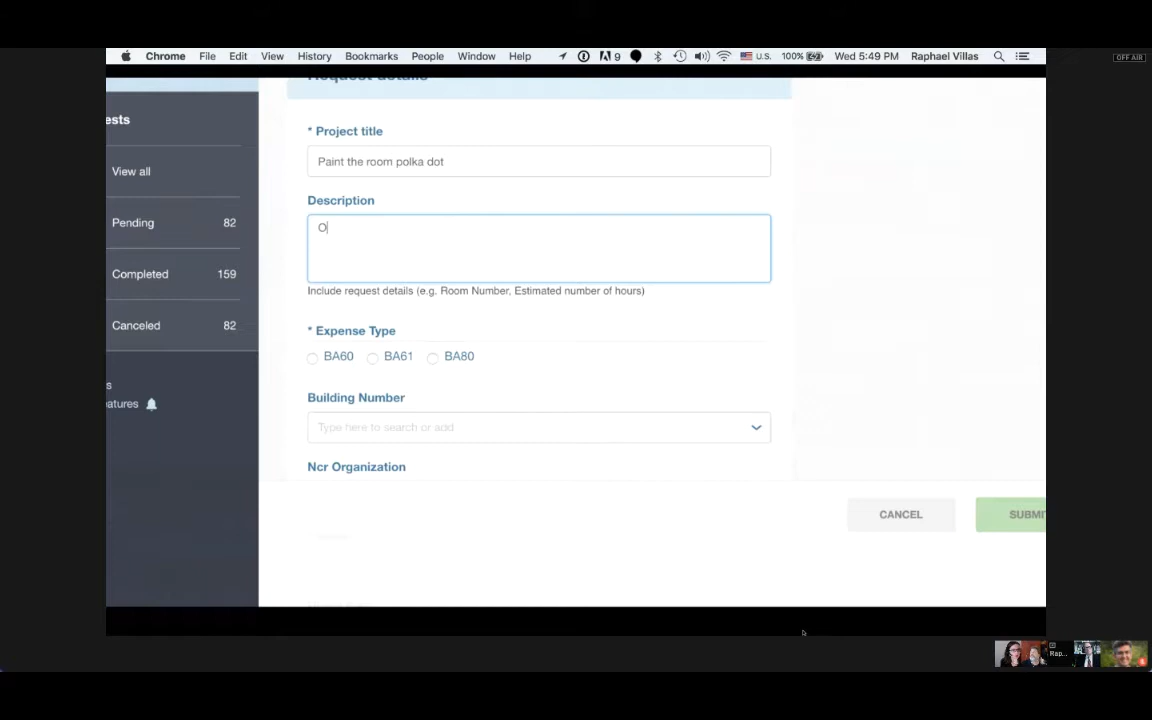 Chrome File Edit View History Bookmarks People Window Help 9 U.S. 100% Wed 5:49 PM Raphael Villas
OFF AIR
Request details
ests
* Project title
Paint the room polka dot
View all
Description
Pending 82
O
Completed 159
Include request details (e.g. Room Number, Estimated number of hours)
Canceled 82
* Expense Type
BA60 BA61 BA80
s
atures
Building Number
Type here to search or add
Ncr Organization
CANCEL
SUBMI
Rap...